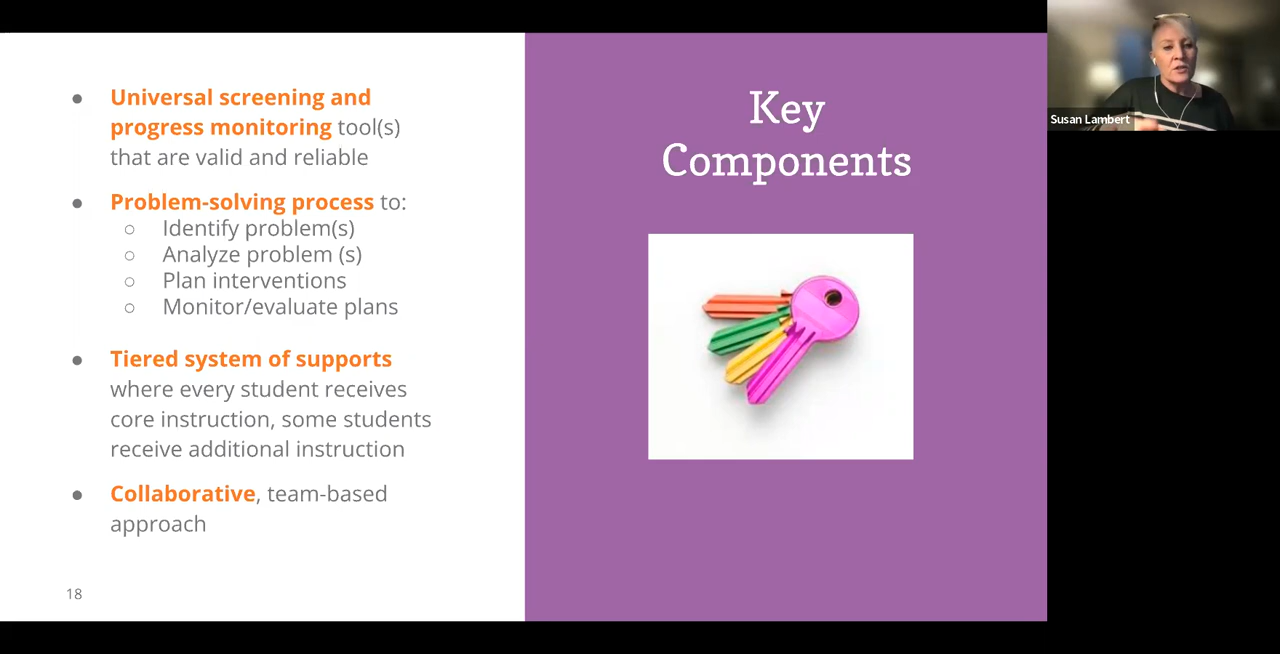 ● Universal screening and
progress monitoring tool(s)
that are valid and reliable
● Problem-solving process to:
○ Identify problem(s)
○ Analyze problem (s)
○ Plan interventions
○ Monitor/evaluate plans
● Tiered system of supports
where every student receives
core instruction, some students
receive additional instruction
● Collaborative, team-based
approach
18
Key
Components
Susan Lambert